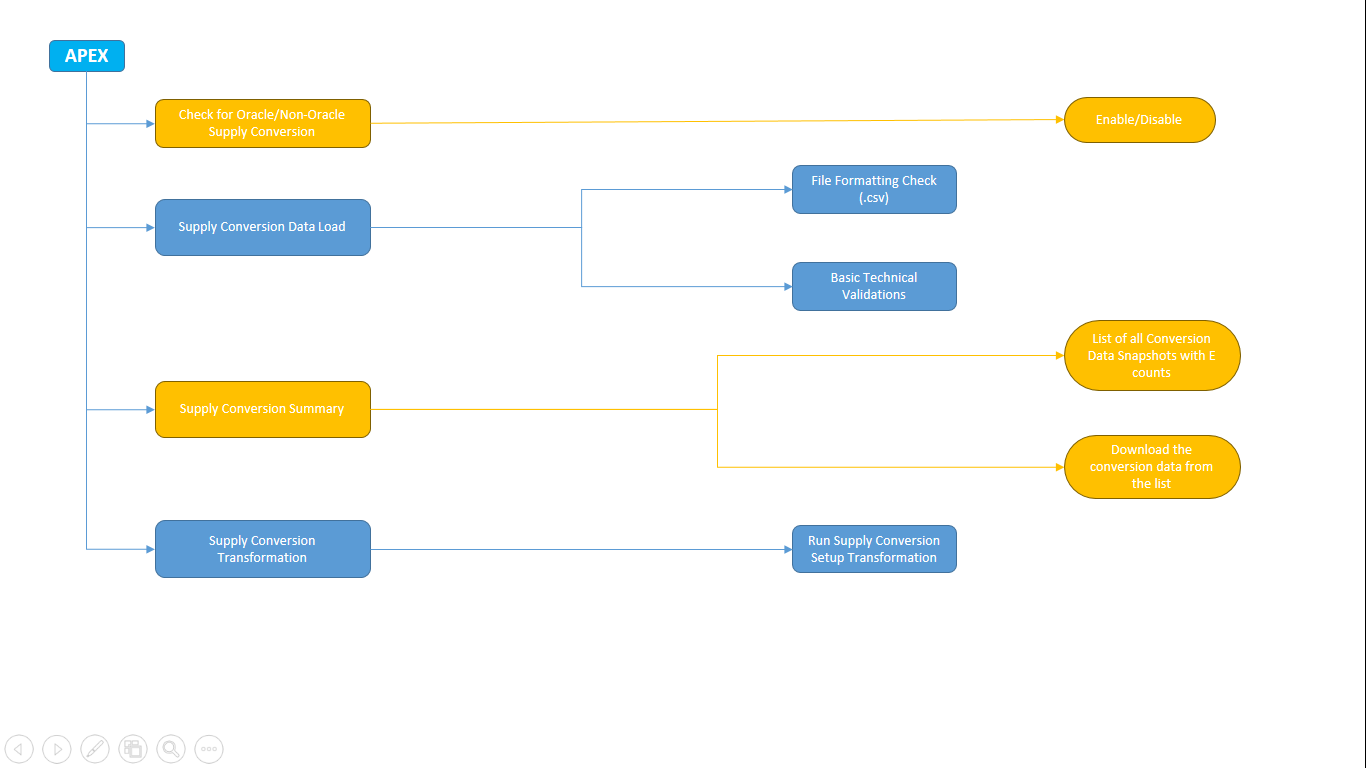 APEX
Check for Oracle/Non-Oracle
Supply Conversion
Enable/Disable
File Formatting Check
(.csv)
Supply Conversion Data Load
Basic Technical
Validations
List of all Conversion
Data Snapshots with E
counts
Supply Conversion Summary
Download the
conversion data from
the list
Supply Conversion
Transformation
Run Supply Conversion
Setup Transformation